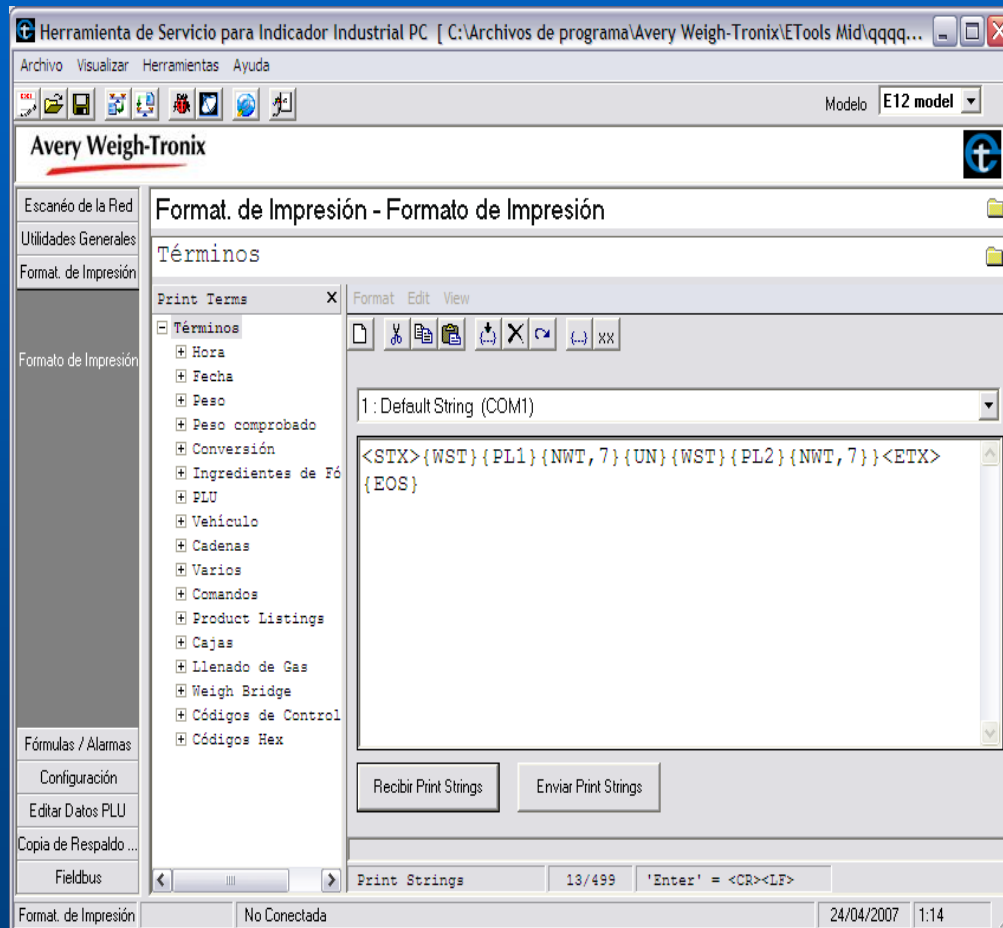 Herramienta de Servicio para Indicador Industrial PC [ C:\Archivos de programa\Avery Weigh-Tronix\ETools Mid\qqqq...
Archivo Visualizar Herramientas Ayuda
Modelo E12 model
Avery Weigh-Tronix
Escanéo de la Red
Utilidades Generales
Format. de Impresión
Formato de Impresión
Fórmulas / Alarmas
Configuración
Editar Datos PLU
Copia de Respaldo ...
Fieldbus
Format. de Impresión - Formato de Impresión
Términos
Print Terms X
Términos
Hora
Fecha
Peso
Peso comprobado
Conversión
Ingredientes de Fó
PLU
Vehículo
Cadenas
Varios
Comandos
Product Listings
Cajas
Llenado de Gas
Weigh Bridge
Códigos de Control
Códigos Hex
Format Edit View
{...} xx
1 : Default String (COM1)
<STX>{WST}{PL1}{NWT,7}{UN}{WST}{PL2}{NWT,7}}<ETX>
{EOS}
Recibir Print Strings
Enviar Print Strings
Print Strings 13/499 'Enter' = <CR><LF>
Format. de Impresión No Conectada 24/04/2007 1:14